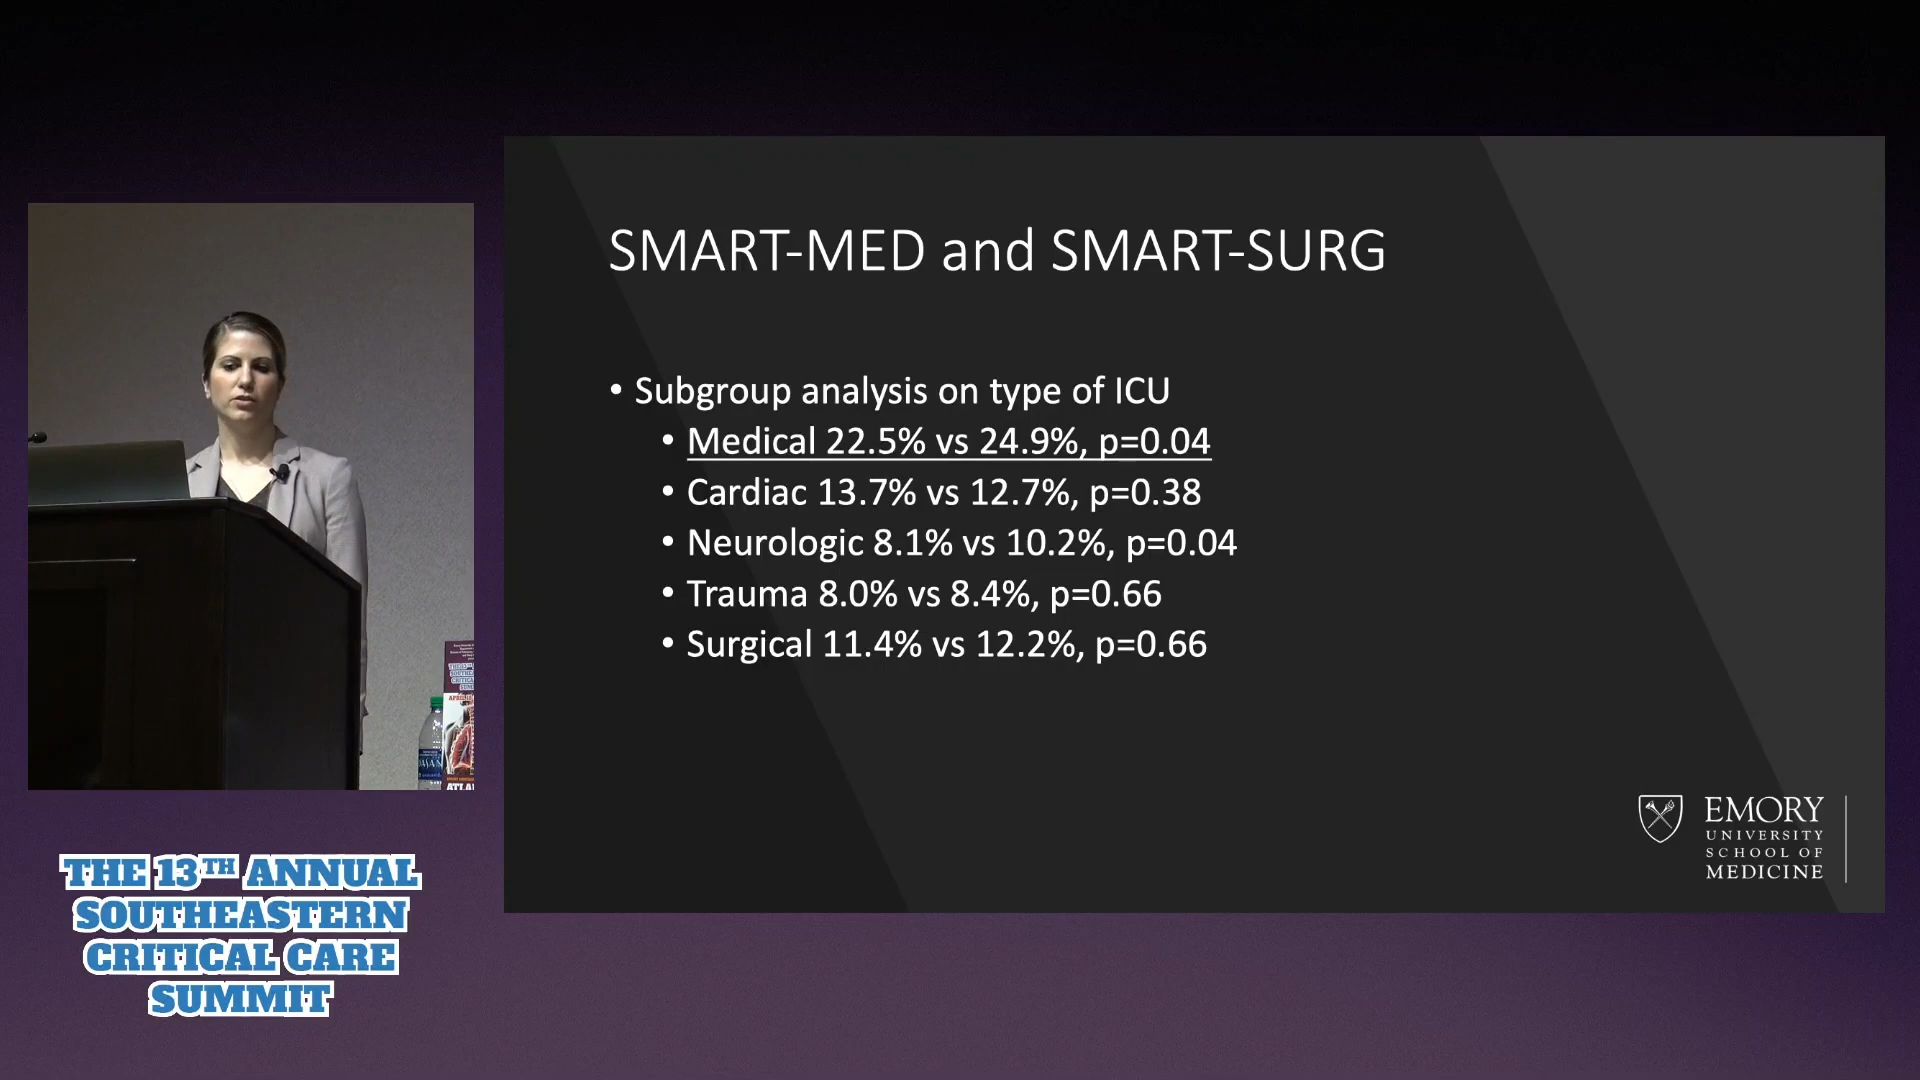 SMART-MED and SMART-SURG
• Subgroup analysis on type of ICU
• Medical 22.5% vs 24.9%, p=0.04
• Cardiac 13.7% vs 12.7%, p=0.38
• Neurologic 8.1% vs 10.2%, p=0.04
• Trauma 8.0% vs 8.4%, p=0.66
• Surgical 11.4% vs 12.2%, p=0.66
EMORY
UNIVERSITY
SCHOOL OF
MEDICINE
THE 13TH ANNUAL
SOUTHEASTERN
CRITICAL CARE
SUMMIT